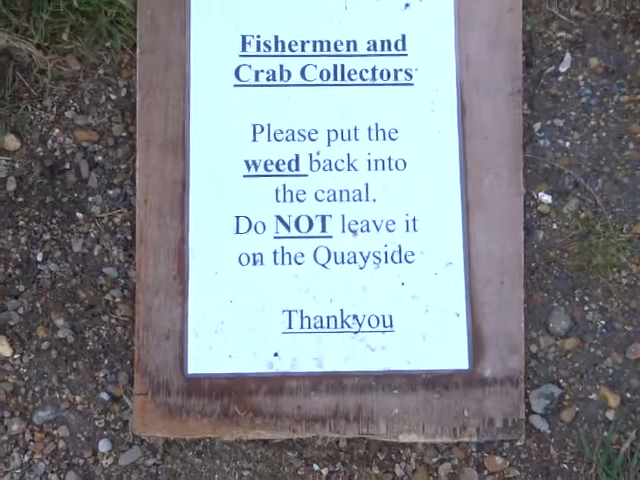 Fishermen and
Crab Collectors
Please put the
weed back into
the canal.
Do NOT leave it
on the Quayside
Thankyou